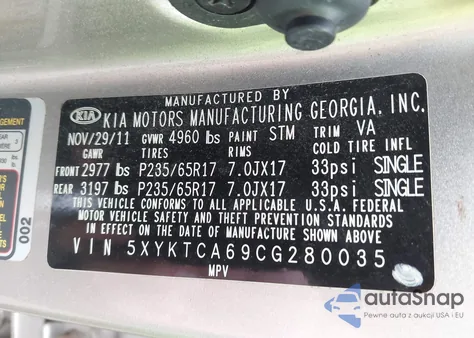 MANUFACTURED BY
KIA KIA MOTORS MANUFACTURING GEORGIA, INC.
NOV/29/11 GVWR 4960 lbs PAINT STM TRIM VA
GAWR TIRES RIMS COLD TIRE INFL
FRONT 2977 lbs P235/65R17 7.0JX17 33psi SINGLE
REAR 3197 lbs P235/65R17 7.0JX17 33psi SINGLE
THIS VEHICLE CONFORMS TO ALL APPLICABLE U.S.A. FEDERAL
MOTOR VEHICLE SAFETY AND THEFT PREVENTION STANDARDS
IN EFFECT ON THE DATE OF MANUFACTURE SHOWN ABOVE.
VIN 5XYKTCA69CG280035
MPV
002
autoSnap
Pewne auta z aukcji USA i EU